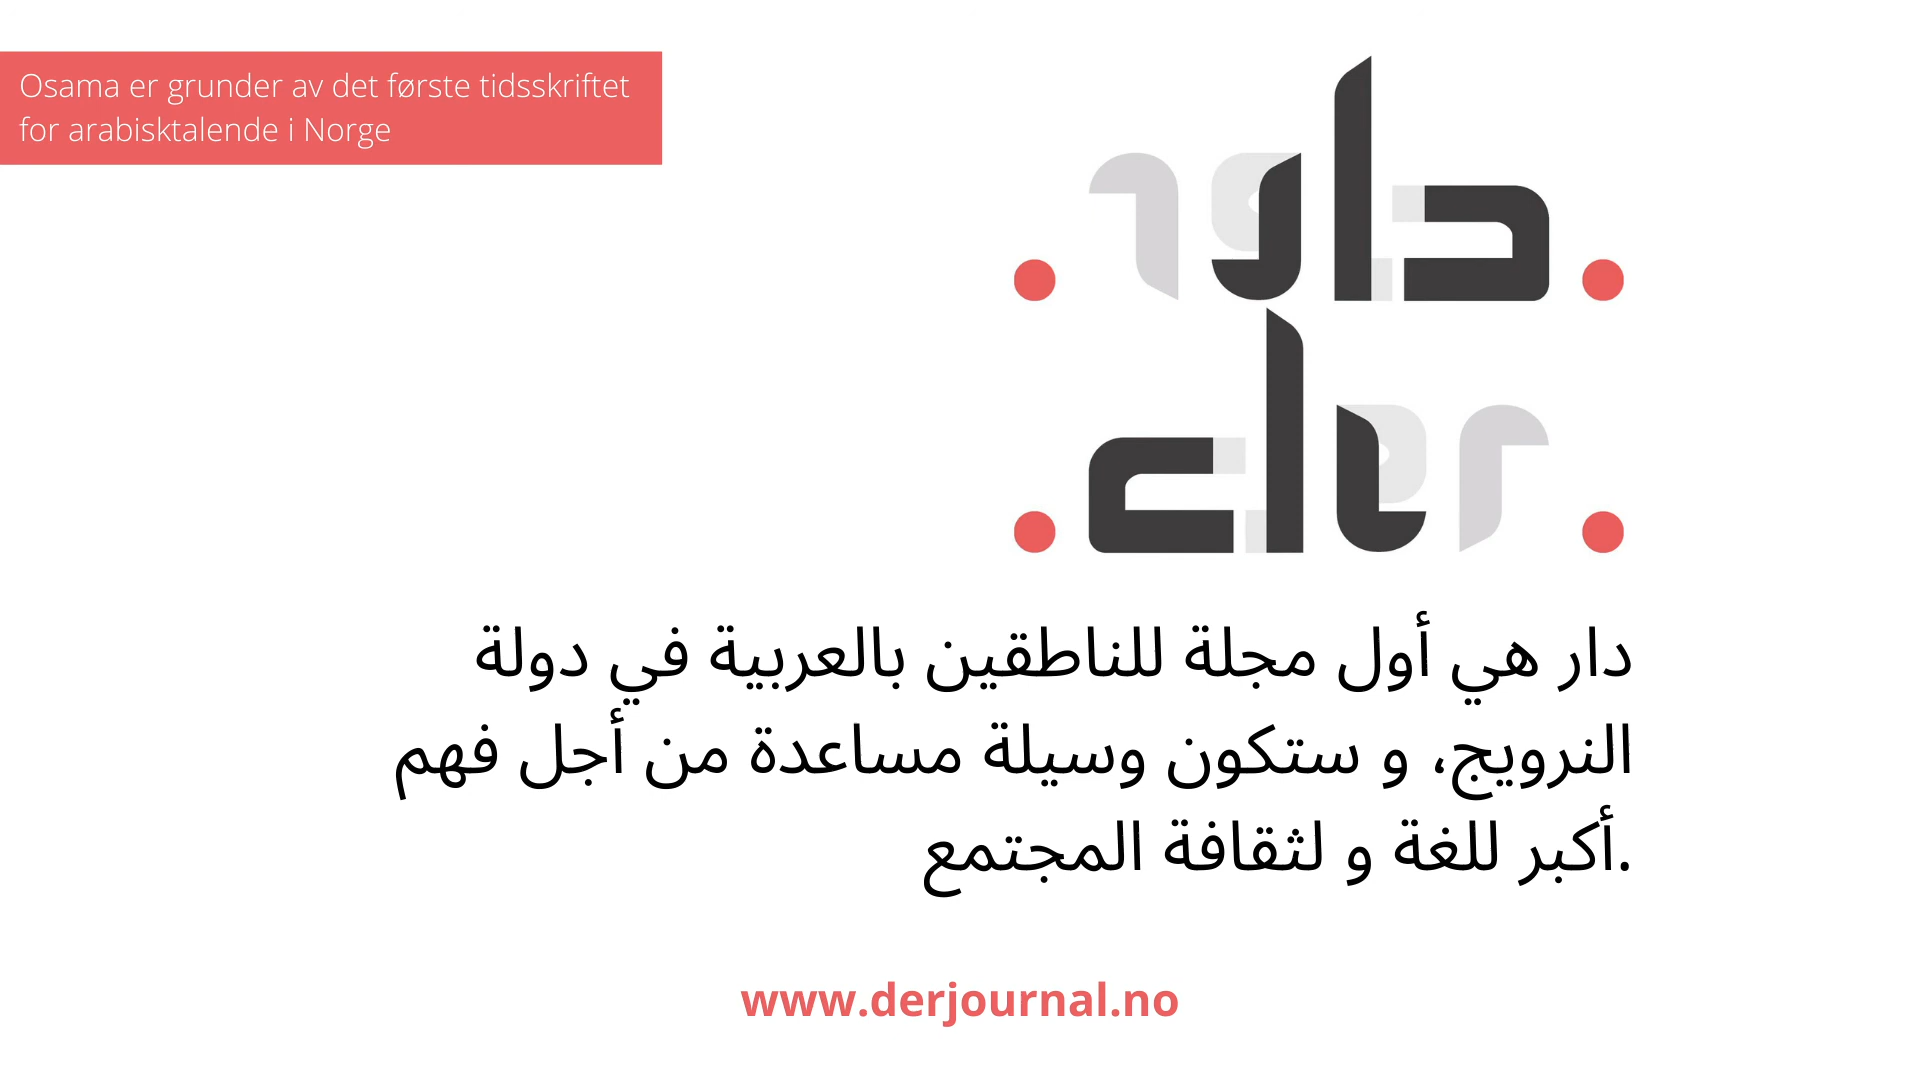 Osama er grunder av det første tidsskriftet
for arabisktalende i Norge
دار
der
دار هي أول مجلة للناطقين بالعربية في دولة
النرويج، و ستكون وسيلة مساعدة من أجل فهم
أكبر للغة و لثقافة المجتمع.
www.derjournal.no